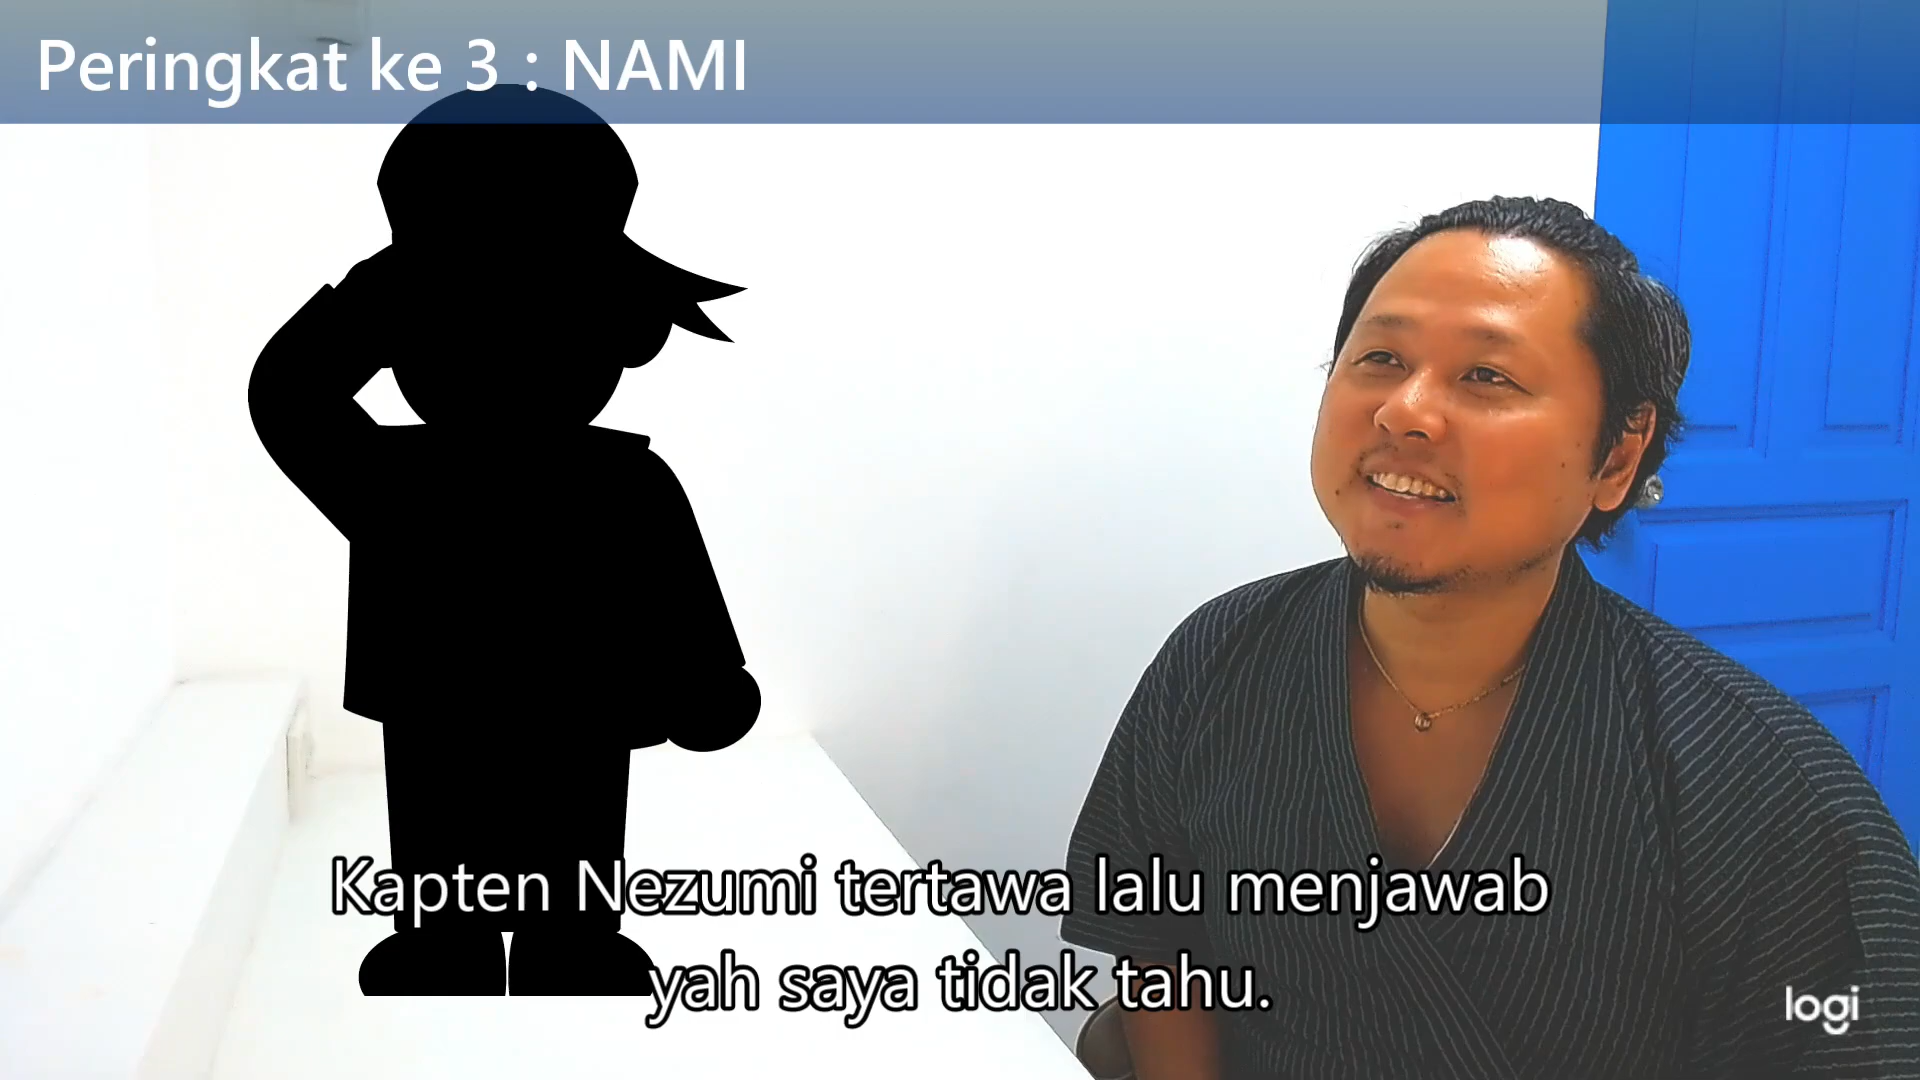 Peringkat ke 3 : NAMI
Kapten Nezumi tertawa lalu menjawab
yah saya tidak tahu.
logi